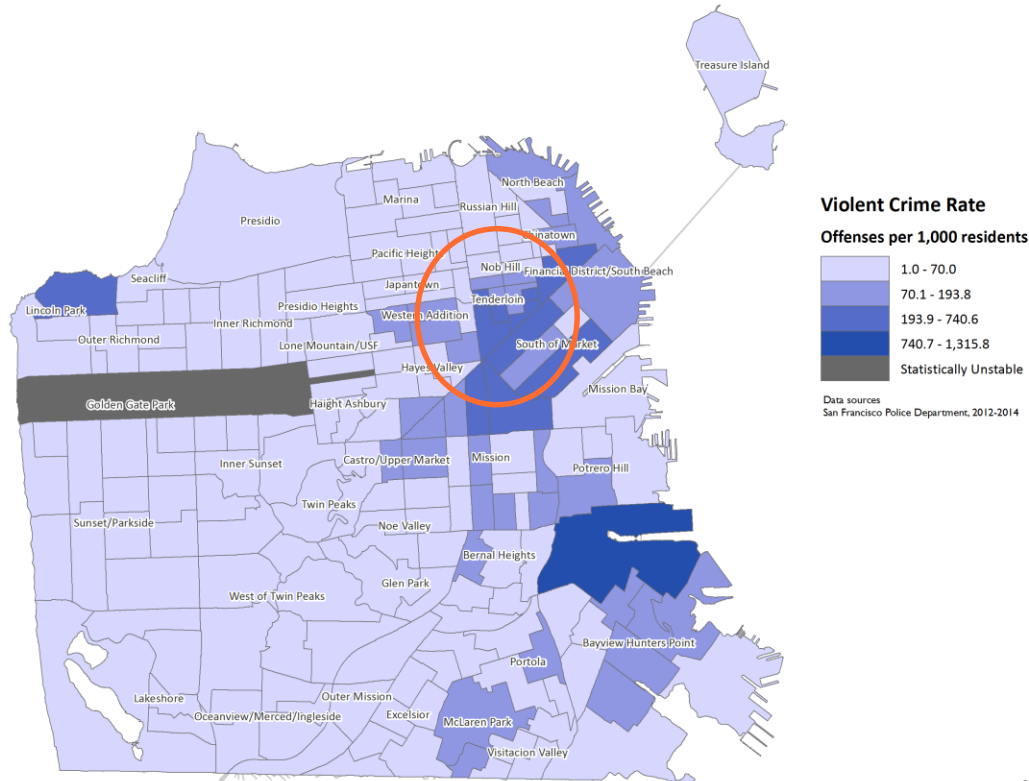 Treasure Island
North Beach
Marina
Russian Hill
Presidio
Chinatown
Pacific Height
Nob Hill
Financial District/South Beach
Seacliff
Japantown
Tenderloin
Lincoln Park
Presidio Heights
Western Addition
Inner Richmond
Outer Richmond
Lone Mountain/USF
South of Market
Hayes Valley
Mission Bay
Golden Gate Park
Haight Ashbury
Castro/Upper Market
Mission
Inner Sunset
Potrero Hill
Twin Peaks
Sunset/Parkside
Noe Valley
Bernal Heights
Glen Park
West of Twin Peaks
Bayview Hunters Point
Portola
Lakeshore
Outer Mission
Oceanview/Merced/Ingleside
Excelsior
McLaren Park
Visitacion Valley
Violent Crime Rate
Offenses per 1,000 residents
1.0 - 70.0
70.1 - 193.8
193.9 - 740.6
740.7 - 1,315.8
Statistically Unstable
Data sources
San Francisco Police Department, 2012-2014